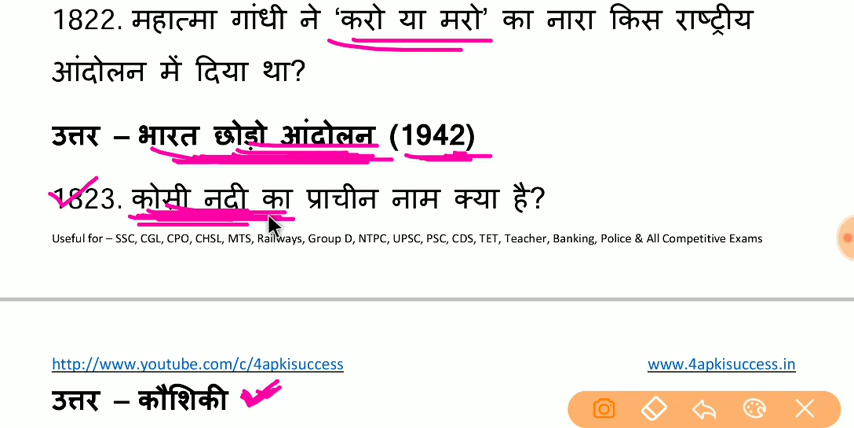 1822. महात्मा गांधी ने ‘करो या मरो’ का नारा किस राष्ट्रीय
आंदोलन में दिया था?
उत्तर – भारत छोड़ो आंदोलन (1942)
1823. कोसी नदी का प्राचीन नाम क्या है?
Useful for – SSC, CGL, CPO, CHSL, MTS, Railways, Group D, NTPC, UPSC, PSC, CDS, TET, Teacher, Banking, Police & All Competitive Exams
http://www.youtube.com/c/4apkisuccess www.4apkisuccess.in
उत्तर – कौशिकी